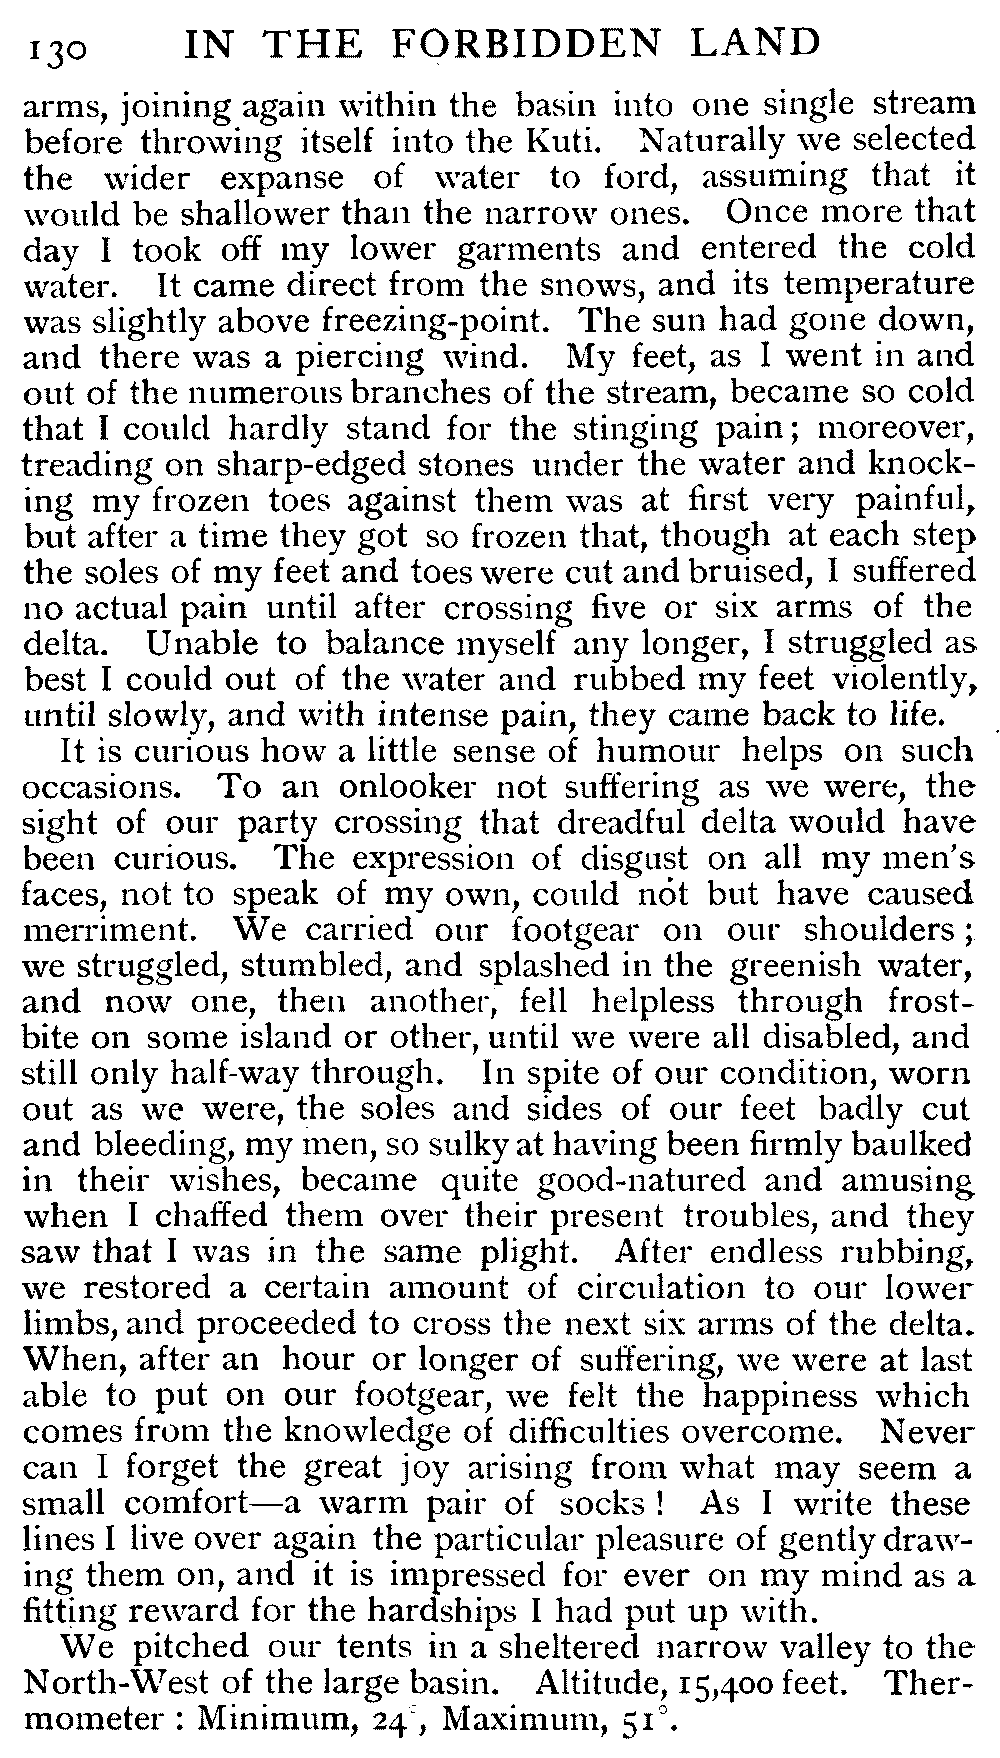 130 IN THE FORBIDDEN LAND
arms, joining again within the basin into one single stream
before throwing itself into the Kuti. Naturally we selected
the wider expanse of water to ford, assuming that it
would be shallower than the narrow ones. Once more that
day I took off my lower garments and entered the cold
water. It came direct from the snows, and its temperature
was slightly above freezing-point. The sun had gone down,
and there was a piercing wind. My feet, as I went in and
out of the numerous branches of the stream, became so cold
that I could hardly stand for the stinging pain; moreover,
treading on sharp-edged stones under the water and knock-
ing my frozen toes against them was at first very painful,
but after a time they got so frozen that, though at each step
the soles of my feet and toes were cut and bruised, I suffered
no actual pain until after crossing five or six arms of the
delta. Unable to balance myself any longer, I struggled as
best I could out of the water and rubbed my feet violently,
until slowly, and with intense pain, they came back to life.
It is curious how a little sense of humour helps on such
occasions. To an onlooker not suffering as we were, the
sight of our party crossing that dreadful delta would have
been curious. The expression of disgust on all my men's
faces, not to speak of my own, could not but have caused
merriment. We carried our footgear on our shoulders;
we struggled, stumbled, and splashed in the greenish water,
and now one, then another, fell helpless through frost-
bite on some island or other, until we were all disabled, and
still only half-way through. In spite of our condition, worn
out as we were, the soles and sides of our feet badly cut
and bleeding, my men, so sulky at having been firmly baulked
in their wishes, became quite good-natured and amusing
when I chaffed them over their present troubles, and they
saw that I was in the same plight. After endless rubbing,
we restored a certain amount of circulation to our lower
limbs, and proceeded to cross the next six arms of the delta.
When, after an hour or longer of suffering, we were at last
able to put on our footgear, we felt the happiness which
comes from the knowledge of difficulties overcome. Never
can I forget the great joy arising from what may seem a
small comfort—a warm pair of socks! As I write these
lines I live over again the particular pleasure of gently draw-
ing them on, and it is impressed for ever on my mind as a
fitting reward for the hardships I had put up with.
We pitched our tents in a sheltered narrow valley to the
North-West of the large basin. Altitude, 15,400 feet. Ther-
mometer: Minimum, 24°, Maximum, 51°.